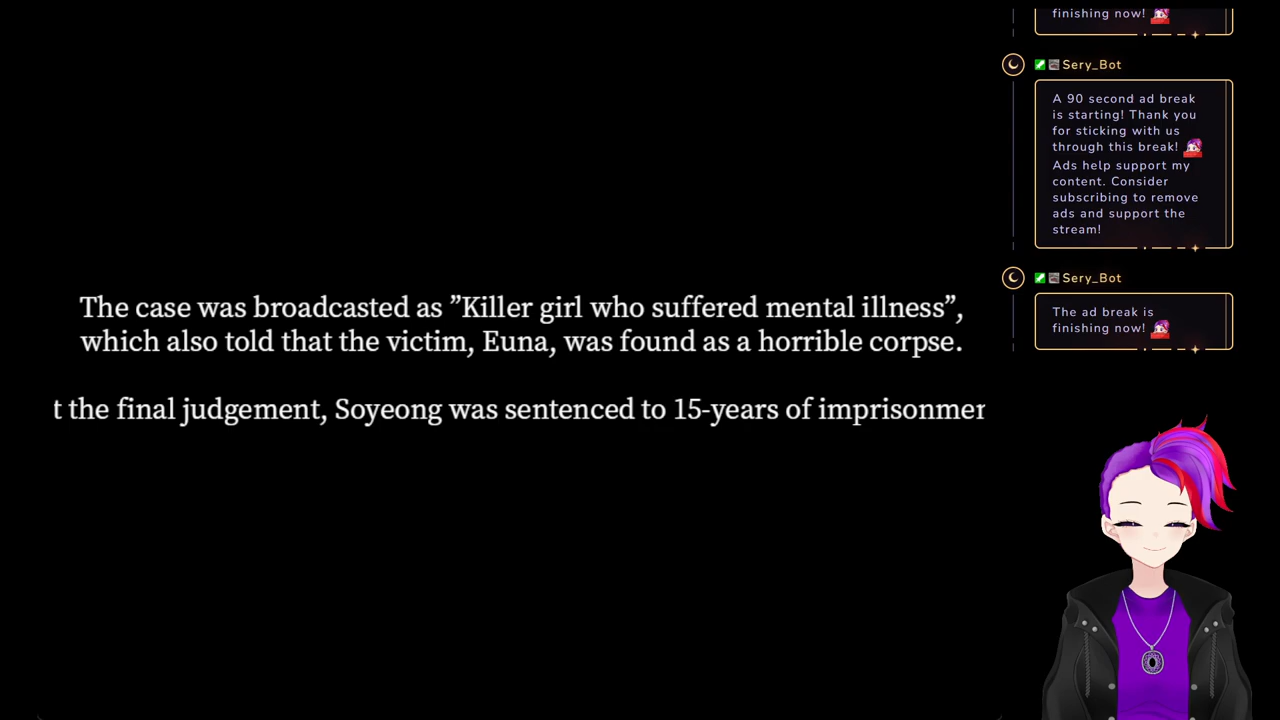 The case was broadcasted as ”Killer girl who suffered mental illness”,
which also told that the victim, Euna, was found as a horrible corpse.
t the final judgement, Soyeong was sentenced to 15-years of imprisonmen
finishing now!
Sery_Bot
A 90 second ad break
is starting! Thank you
for sticking with us
through this break!
Ads help support my
content. Consider
subscribing to remove
ads and support the
stream!
Sery_Bot
The ad break is
finishing now!